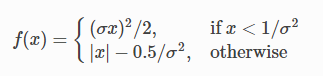 f(x) = { (σx)²/2, if x < 1/σ²
|x| − 0.5/σ², otherwise